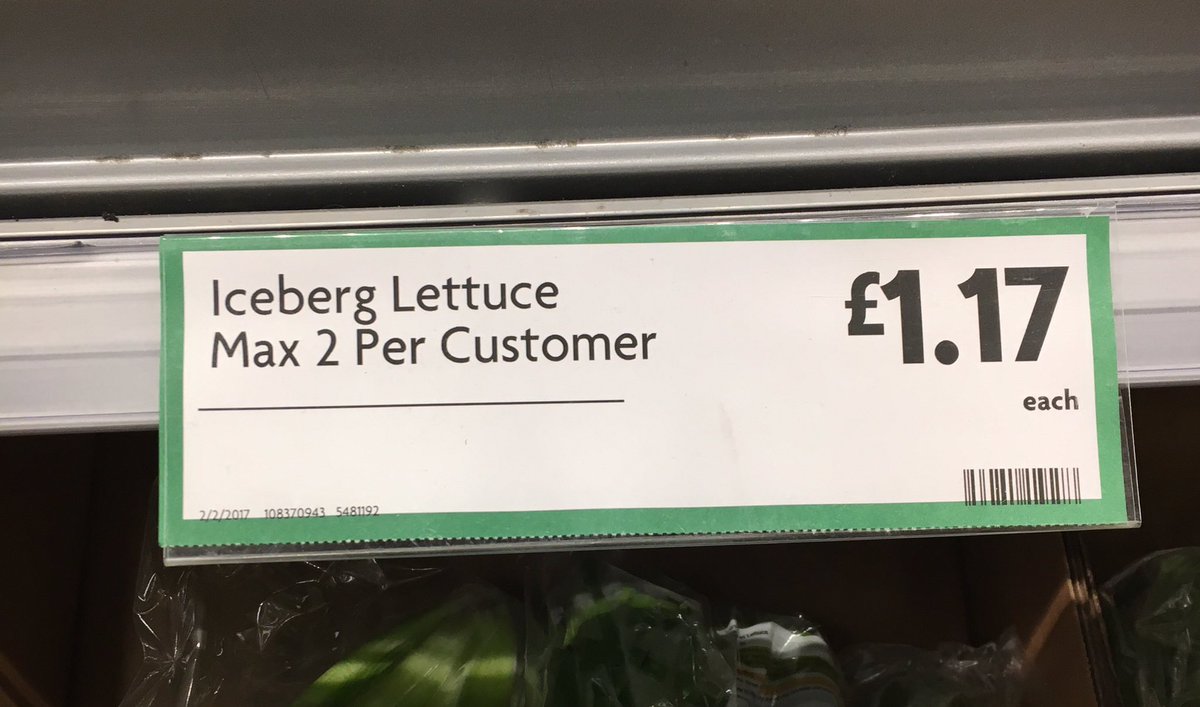 Iceberg Lettuce
Max 2 Per Customer
£1.17
each
2/2/2017 108370943 5481192